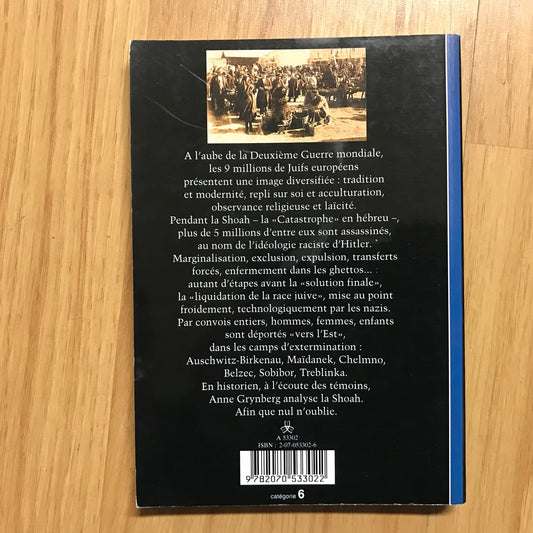 A l'aube de la Deuxième Guerre mondiale,
les 9 millions de Juifs européens
présentent une image diversifiée : tradition
et modernité, repli sur soi et acculturation,
observance religieuse et laïcité.
Pendant la Shoah – la «Catastrophe» en hébreu –,
plus de 5 millions d'entre eux sont assassinés,
au nom de l'idéologie raciste d'Hitler.
Marginalisation, exclusion, expulsion, transferts
forcés, enfermement dans les ghettos... :
autant d'étapes avant la «solution finale»,
la «liquidation de la race juive», mise au point
froidement, technologiquement par les nazis.
Par convois entiers, hommes, femmes, enfants
sont déportés «vers l'Est»,
dans les camps d'extermination :
Auschwitz-Birkenau, Maïdanek, Chelmno,
Belzec, Sobibor, Treblinka.
En historien, à l'écoute des témoins,
Anne Grynberg analyse la Shoah.
Afin que nul n'oublie.
A 53302
ISBN : 2-07-053302-6
9782070533022
catégorie 6